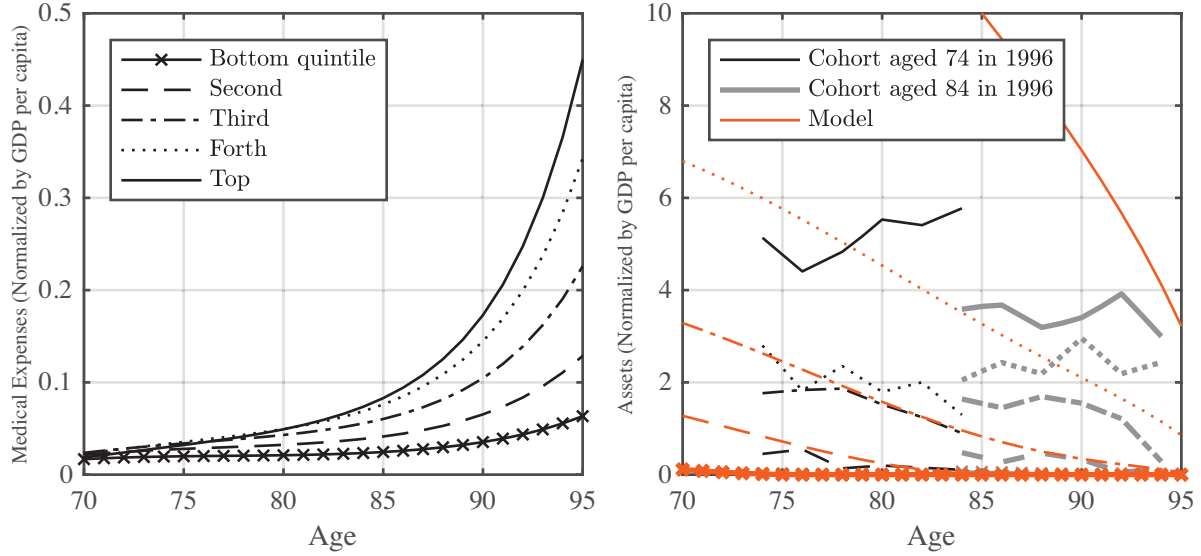 Medical Expenses (Normalized by GDP per capita)
0.5
0.4
0.3
0.2
0.1
0
Bottom quintile
Second
Third
Forth
Top
70 75 80 85 90 95
Age
Assets (Normalized by GDP per capita)
10
8
6
4
2
0
Cohort aged 74 in 1996
Cohort aged 84 in 1996
Model
70 75 80 85 90 95
Age